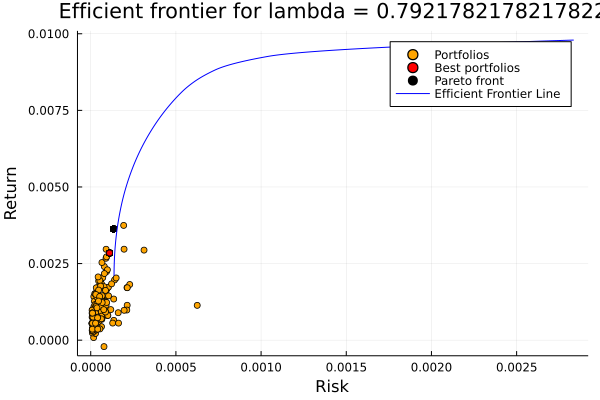 Efficient frontier for lambda = 0.7921782178217822
0.0100
0.0075
0.0050
0.0025
0.0000
Return
Portfolios
Best portfolios
Pareto front
Efficient Frontier Line
0.0000 0.0005 0.0010 0.0015 0.0020 0.0025
Risk